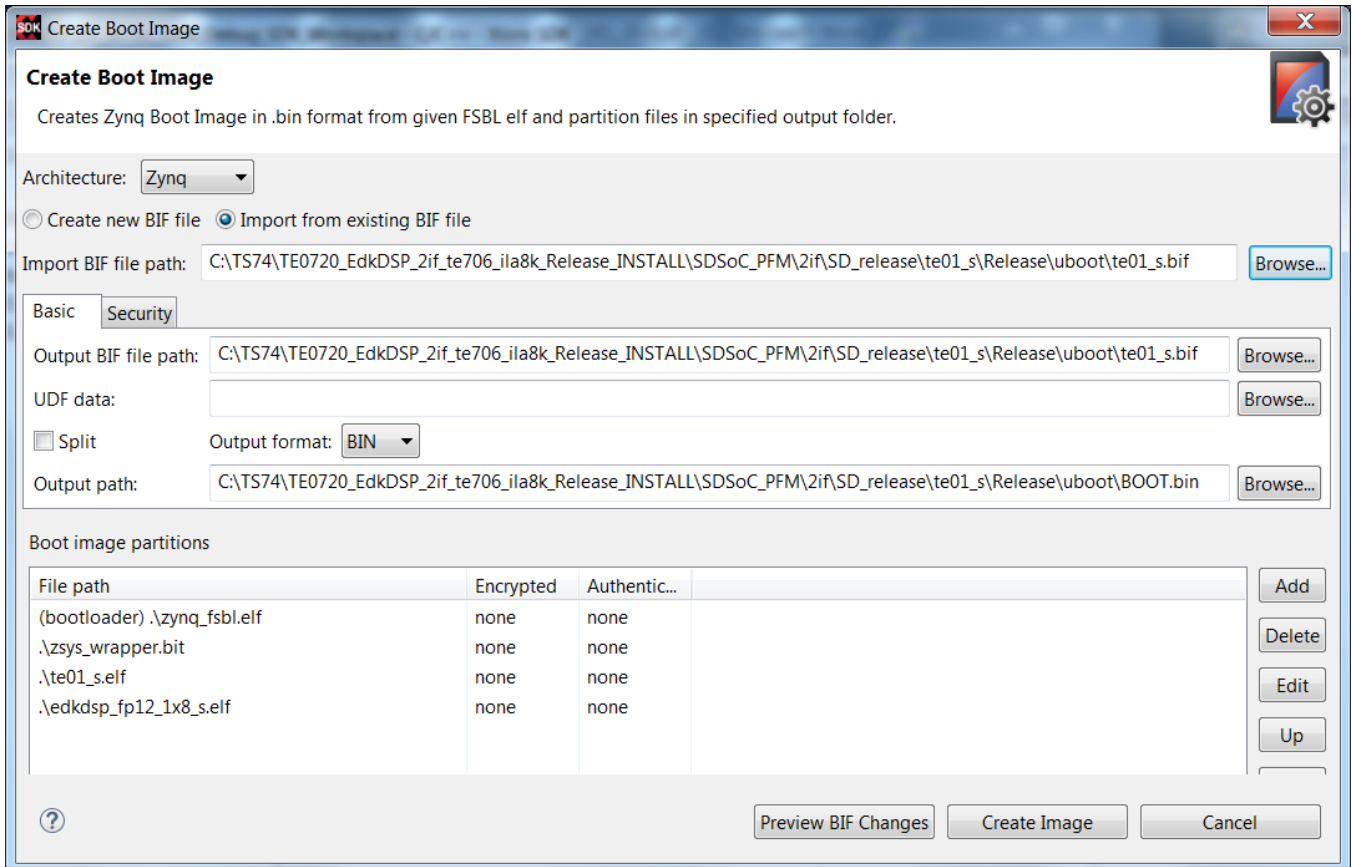 SDK Create Boot Image
X
Create Boot Image
Creates Zynq Boot Image in .bin format from given FSBL elf and partition files in specified output folder.
Architecture: Zynq
Create new BIF file Import from existing BIF file
Import BIF file path: C:\TS74\TE0720_EdkDSP_2if_te706_ila8k_Release_INSTALL\SDSoC_PFM\2if\SD_release\te01_s\Release\uboot\te01_s.bif Browse...
Basic Security
Output BIF file path: C:\TS74\TE0720_EdkDSP_2if_te706_ila8k_Release_INSTALL\SDSoC_PFM\2if\SD_release\te01_s\Release\uboot\te01_s.bif Browse...
UDF data: Browse...
Split Output format: BIN
Output path: C:\TS74\TE0720_EdkDSP_2if_te706_ila8k_Release_INSTALL\SDSoC_PFM\2if\SD_release\te01_s\Release\uboot\BOOT.bin Browse...
Boot image partitions
File path Encrypted Authentic... Add
(bootloader) .\zynq_fsbl.elf none none
.\zsys_wrapper.bit none none Delete
.\te01_s.elf none none Edit
.\edkdsp_fp12_1x8_s.elf none none
Up
? Preview BIF Changes Create Image Cancel